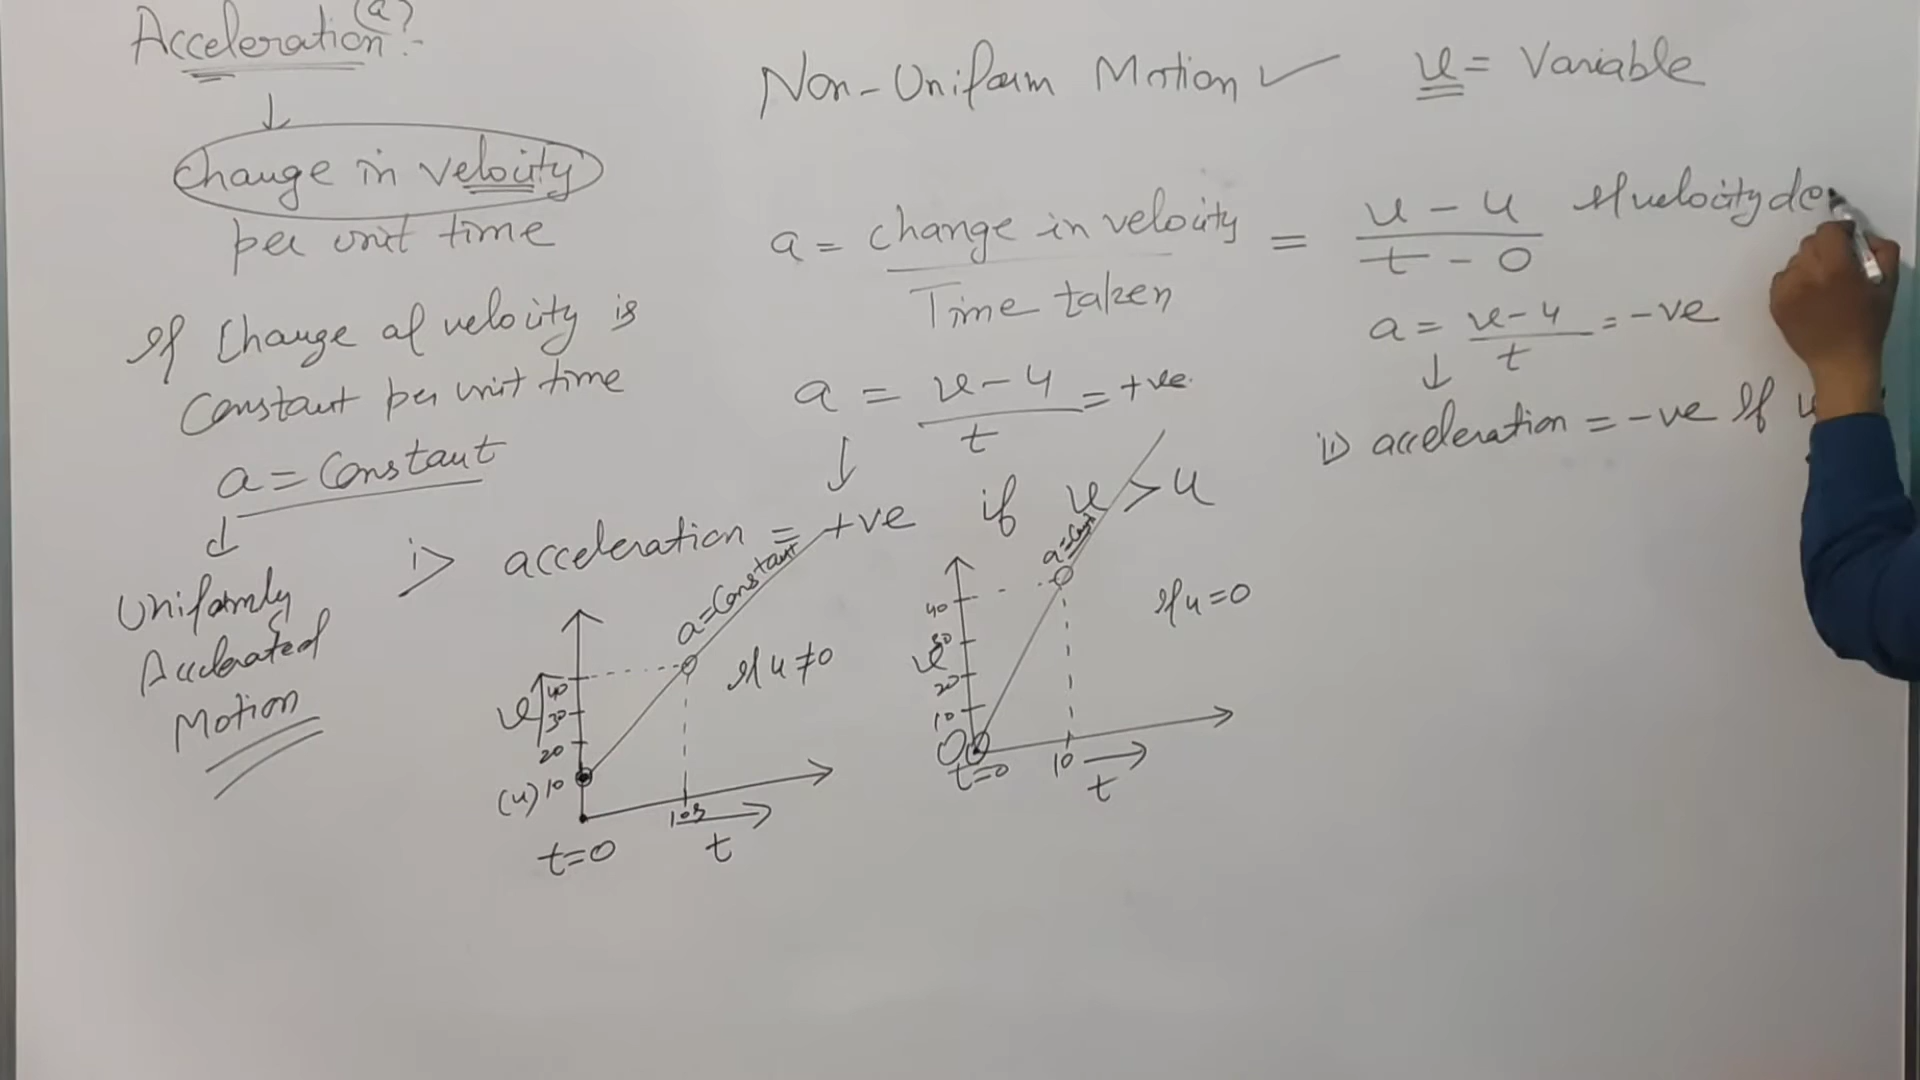 Acceleration (a)?:-
↓
change in velocity
per unit time
If Change of velocity is
Constant per unit time
a = Constant
↓
Uniformly
Acclerated
Motion
Non-Uniform Motion ✓ v = Variable
a = change in velocity / Time taken = v - u / t - 0 If velocity de
a = v-u / t = +ve
↓
i> acceleration = +ve if v > u
a = v-u / t = -ve
↓
ii) acceleration = -ve If v
a = Constant
If u ≠ 0
v
40
30
20
(u) 10
t=0
10s
t
a = Const
If u = 0
v
40
30
20
10
0
t=0
10
t